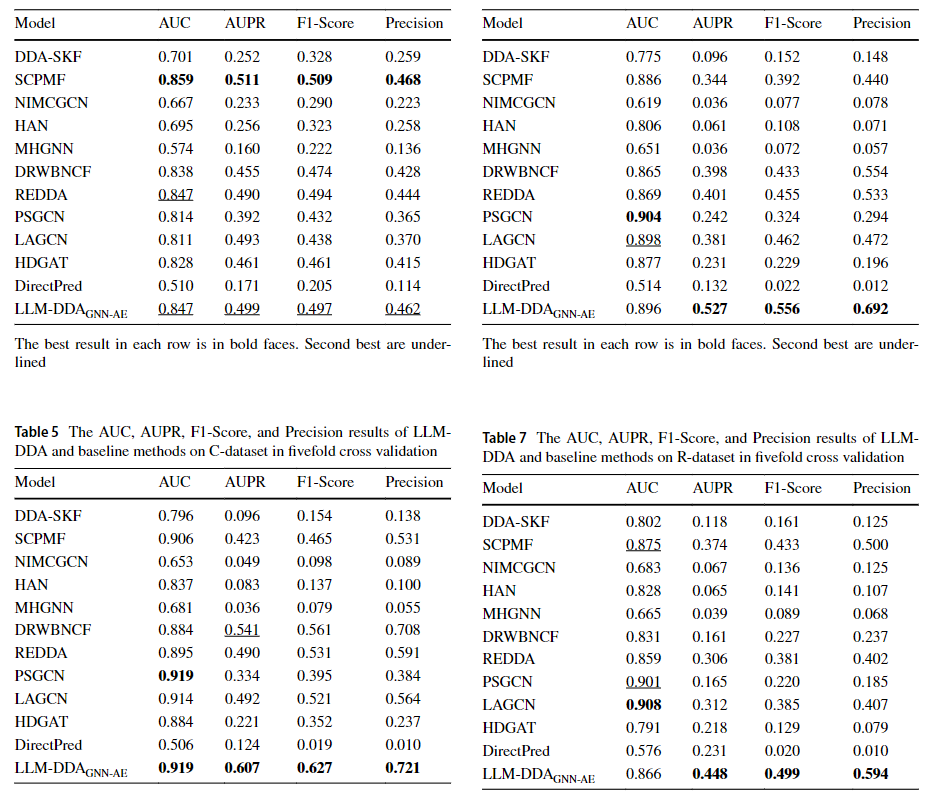 Model AUC AUPR F1-Score Precision
DDA-SKF 0.701 0.252 0.328 0.259
SCPMF 0.859 0.511 0.509 0.468
NIMCGCN 0.667 0.233 0.290 0.223
HAN 0.695 0.256 0.323 0.258
MHGNN 0.574 0.160 0.222 0.136
DRWBNCF 0.838 0.455 0.474 0.428
REDDA 0.847 0.490 0.494 0.444
PSGCN 0.814 0.392 0.432 0.365
LAGCN 0.811 0.493 0.438 0.370
HDGAT 0.828 0.461 0.461 0.415
DirectPred 0.510 0.171 0.205 0.114
LLM-DDAGNN-AE 0.847 0.499 0.497 0.462
The best result in each row is in bold faces. Second best are under-
lined
Table 5 The AUC, AUPR, F1-Score, and Precision results of LLM-
DDA and baseline methods on C-dataset in fivefold cross validation
Model AUC AUPR F1-Score Precision
DDA-SKF 0.796 0.096 0.154 0.138
SCPMF 0.906 0.423 0.465 0.531
NIMCGCN 0.653 0.049 0.098 0.089
HAN 0.837 0.083 0.137 0.100
MHGNN 0.681 0.036 0.079 0.055
DRWBNCF 0.884 0.541 0.561 0.708
REDDA 0.895 0.490 0.531 0.591
PSGCN 0.919 0.334 0.395 0.384
LAGCN 0.914 0.492 0.521 0.564
HDGAT 0.884 0.221 0.352 0.237
DirectPred 0.506 0.124 0.019 0.010
LLM-DDAGNN-AE 0.919 0.607 0.627 0.721
Model AUC AUPR F1-Score Precision
DDA-SKF 0.775 0.096 0.152 0.148
SCPMF 0.886 0.344 0.392 0.440
NIMCGCN 0.619 0.036 0.077 0.078
HAN 0.806 0.061 0.108 0.071
MHGNN 0.651 0.036 0.072 0.057
DRWBNCF 0.865 0.398 0.433 0.554
REDDA 0.869 0.401 0.455 0.533
PSGCN 0.904 0.242 0.324 0.294
LAGCN 0.898 0.381 0.462 0.472
HDGAT 0.877 0.231 0.229 0.196
DirectPred 0.514 0.132 0.022 0.012
LLM-DDAGNN-AE 0.896 0.527 0.556 0.692
The best result in each row is in bold faces. Second best are under-
lined
Table 7 The AUC, AUPR, F1-Score, and Precision results of LLM-
DDA and baseline methods on R-dataset in fivefold cross validation
Model AUC AUPR F1-Score Precision
DDA-SKF 0.802 0.118 0.161 0.125
SCPMF 0.875 0.374 0.433 0.500
NIMCGCN 0.683 0.067 0.136 0.125
HAN 0.828 0.065 0.141 0.107
MHGNN 0.665 0.039 0.089 0.068
DRWBNCF 0.831 0.161 0.227 0.237
REDDA 0.859 0.306 0.381 0.402
PSGCN 0.901 0.165 0.220 0.185
LAGCN 0.908 0.312 0.385 0.407
HDGAT 0.791 0.218 0.129 0.079
DirectPred 0.576 0.231 0.020 0.010
LLM-DDAGNN-AE 0.866 0.448 0.499 0.594